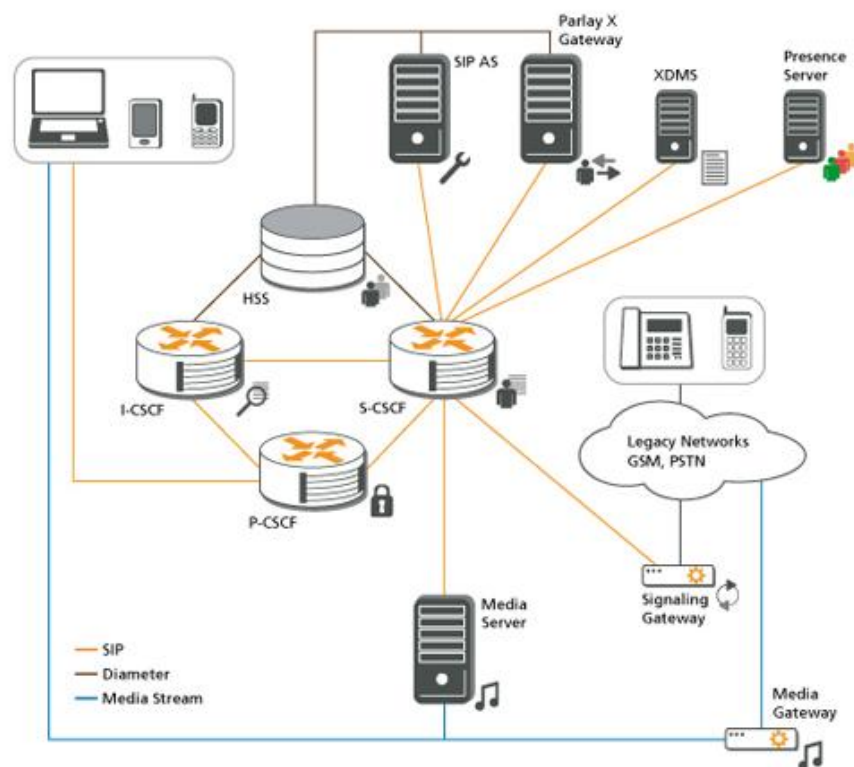 Parlay X
Gateway
SIP AS
XDMS
Presence
Server
HSS
I-CSCF
S-CSCF
P-CSCF
Legacy Networks
GSM, PSTN
Signaling
Gateway
Media
Server
SIP
Diameter
Media Stream
Media
Gateway